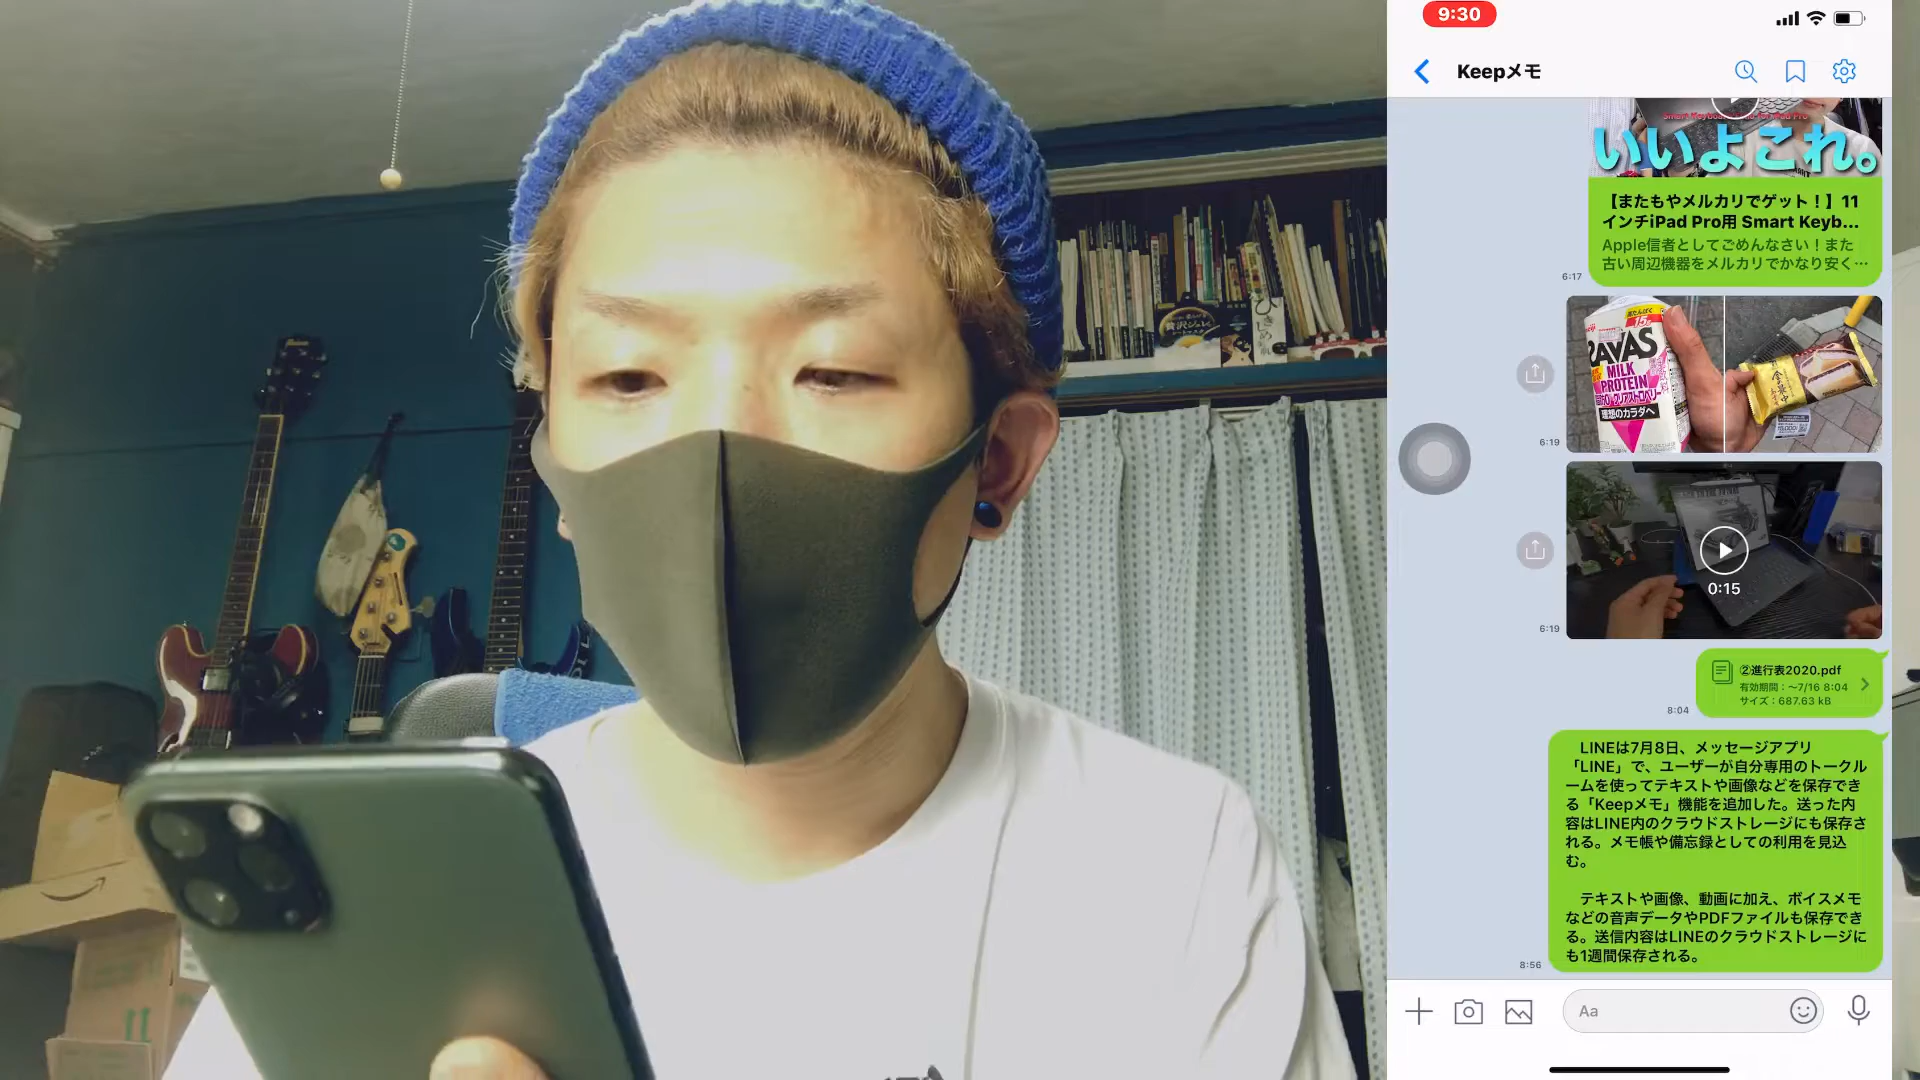 9:30
Keepメモ
Smart Keyboard
iPad Pro
いいよこれ。
【またもやメルカリでゲット！】11
インチiPad Pro用 Smart Keyb...
Apple信者としてごめんなさい！また
古い周辺機器をメルカリでかなり安く…
6:17
15
SAVAS
MILK
PROTEIN
理想のカラダへ
6:19
0:15
6:19
②進行表2020.pdf
有効期間：〜7/16 8:04
サイズ：687.63 kB
8:04
LINEは7月8日、メッセージアプリ
「LINE」で、ユーザーが自分専用のトークル
ームを使ってテキストや画像などを保存でき
る「Keepメモ」機能を追加した。送った内
容はLINE内のクラウドストレージにも保存さ
れる。メモ帳や備忘録としての利用を見込
む。
テキストや画像、動画に加え、ボイスメモ
などの音声データやPDFファイルも保存でき
る。送信内容はLINEのクラウドストレージに
も1週間保存される。
8:56
Aa